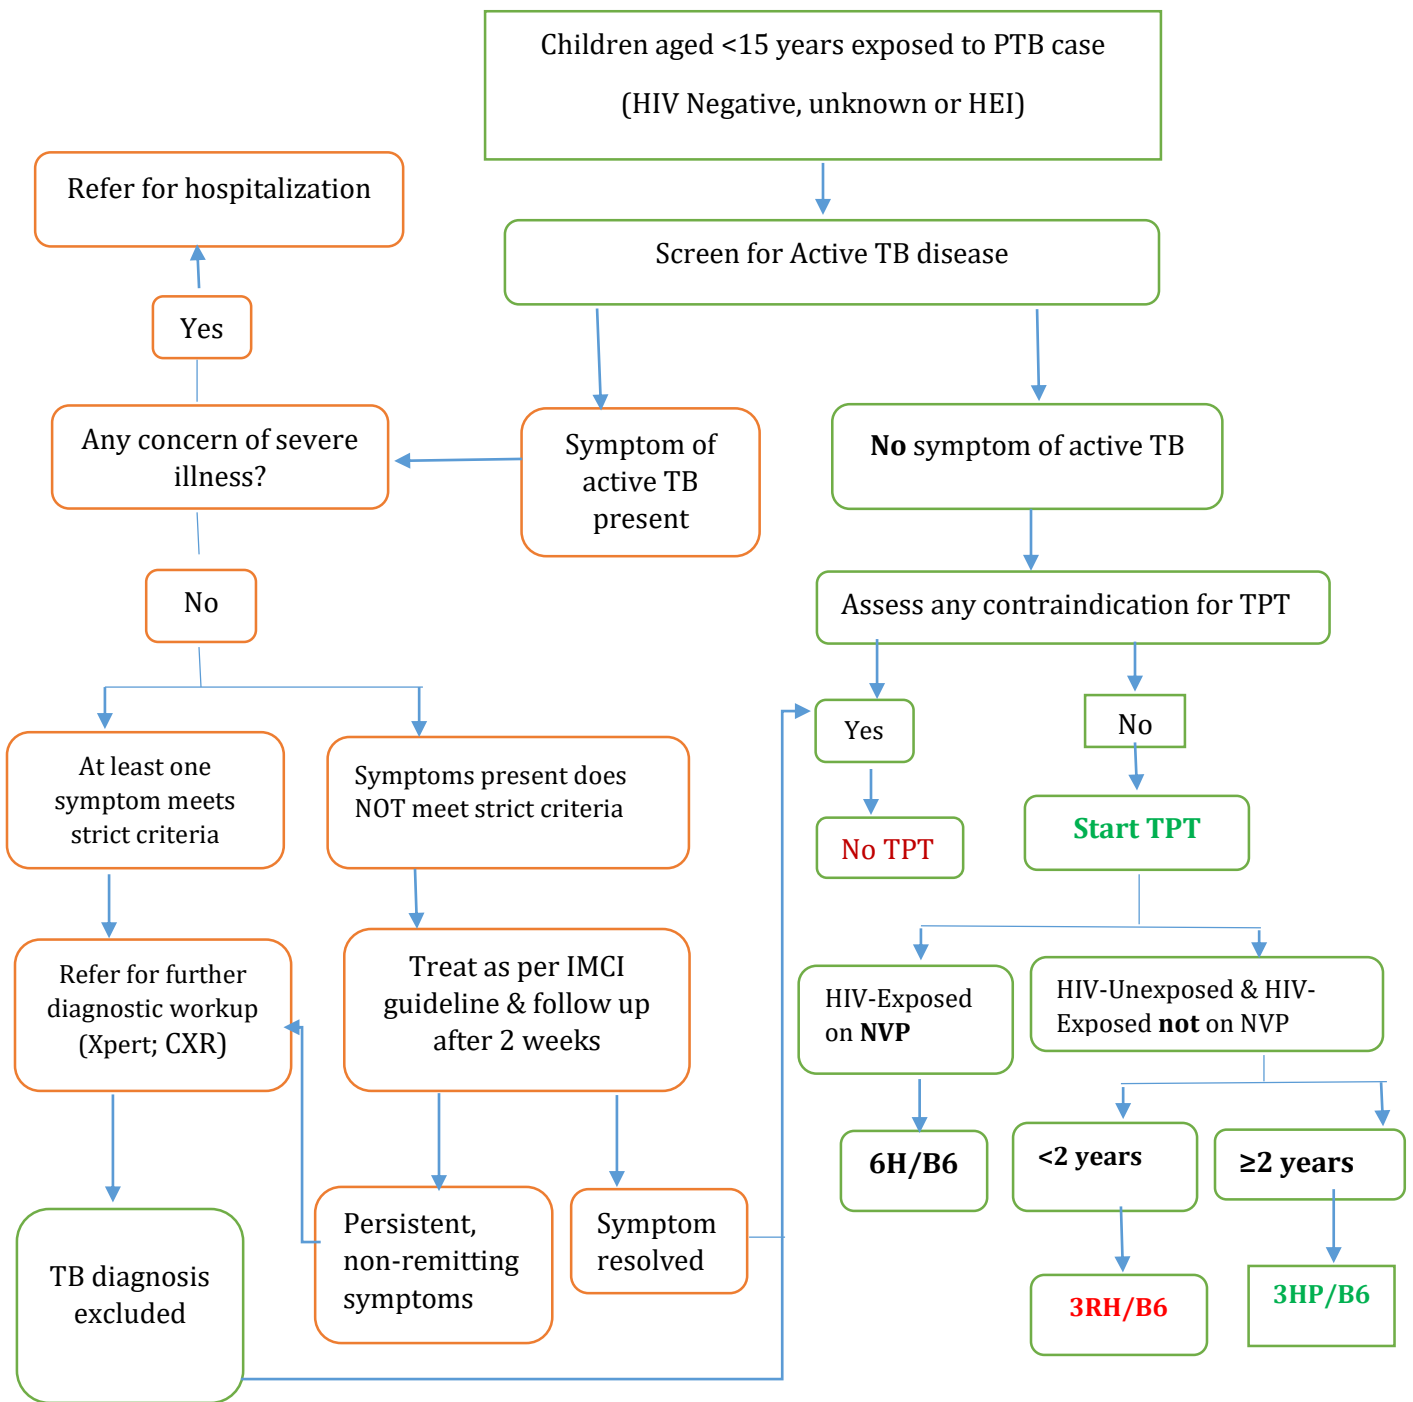 Children aged <15 years exposed to PTB case
(HIV Negative, unknown or HEI)
Refer for hospitalization
Screen for Active TB disease
Yes
Any concern of severe
illness?
Symptom of
active TB
present
No symptom of active TB
No
Assess any contraindication for TPT
Yes
No
At least one
symptom meets
strict criteria
Symptoms present does
NOT meet strict criteria
No TPT
Start TPT
Refer for further
diagnostic workup
(Xpert; CXR)
Treat as per IMCI
guideline & follow up
after 2 weeks
HIV-Exposed
on NVP
HIV-Unexposed & HIV-
Exposed not on NVP
6H/B6
<2 years
≥2 years
TB diagnosis
excluded
Persistent,
non-remitting
symptoms
Symptom
resolved
3RH/B6
3HP/B6